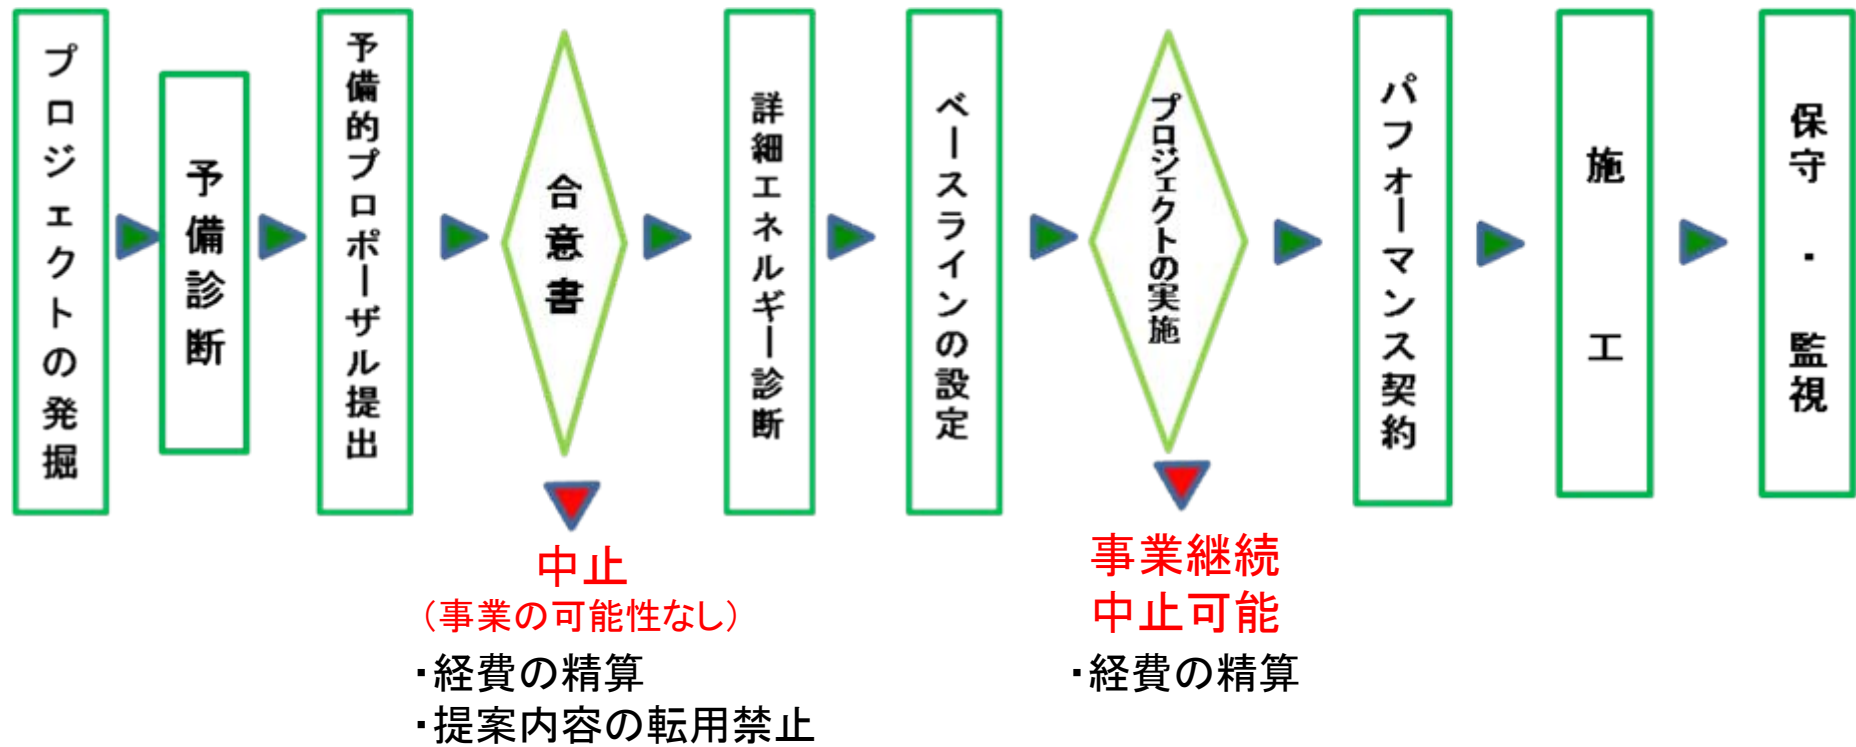 プロジェクトの発掘
予備診断
予備的プロポーザル提出
合意書
詳細エネルギー診断
ベースラインの設定
プロジェクトの実施
パフォーマンス契約
施工
保守・監視
中止
（事業の可能性なし）
・経費の精算
・提案内容の転用禁止
事業継続
中止可能
・経費の精算